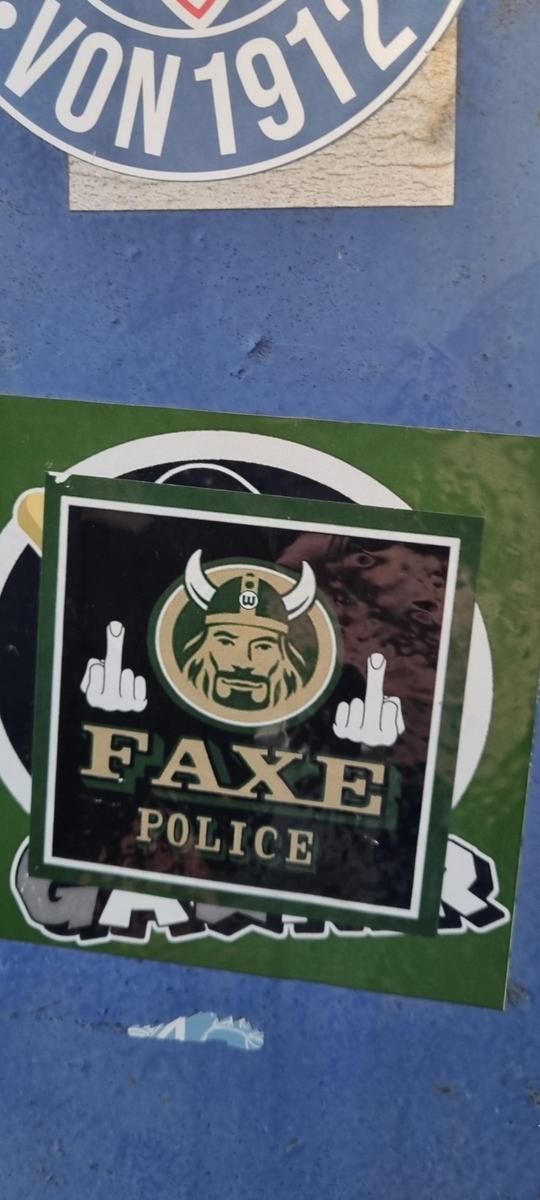 • VON 1912
W
FAXE
POLICE